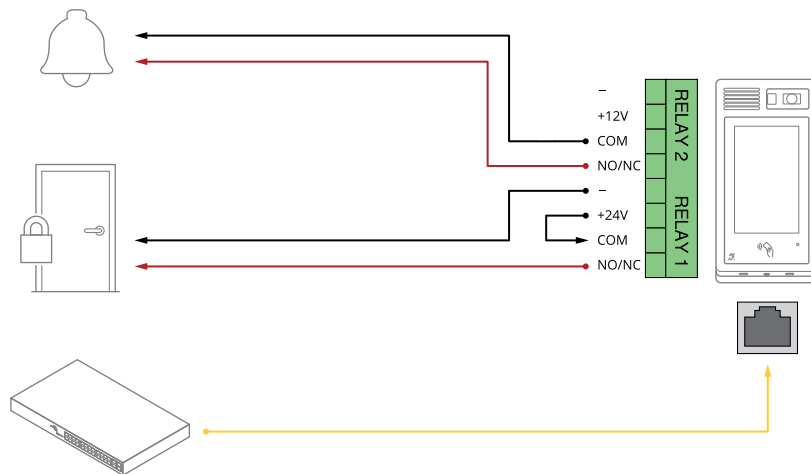 –
+12V
COM
NO/NC
–
+24V
COM
NO/NC
RELAY 2
RELAY 1